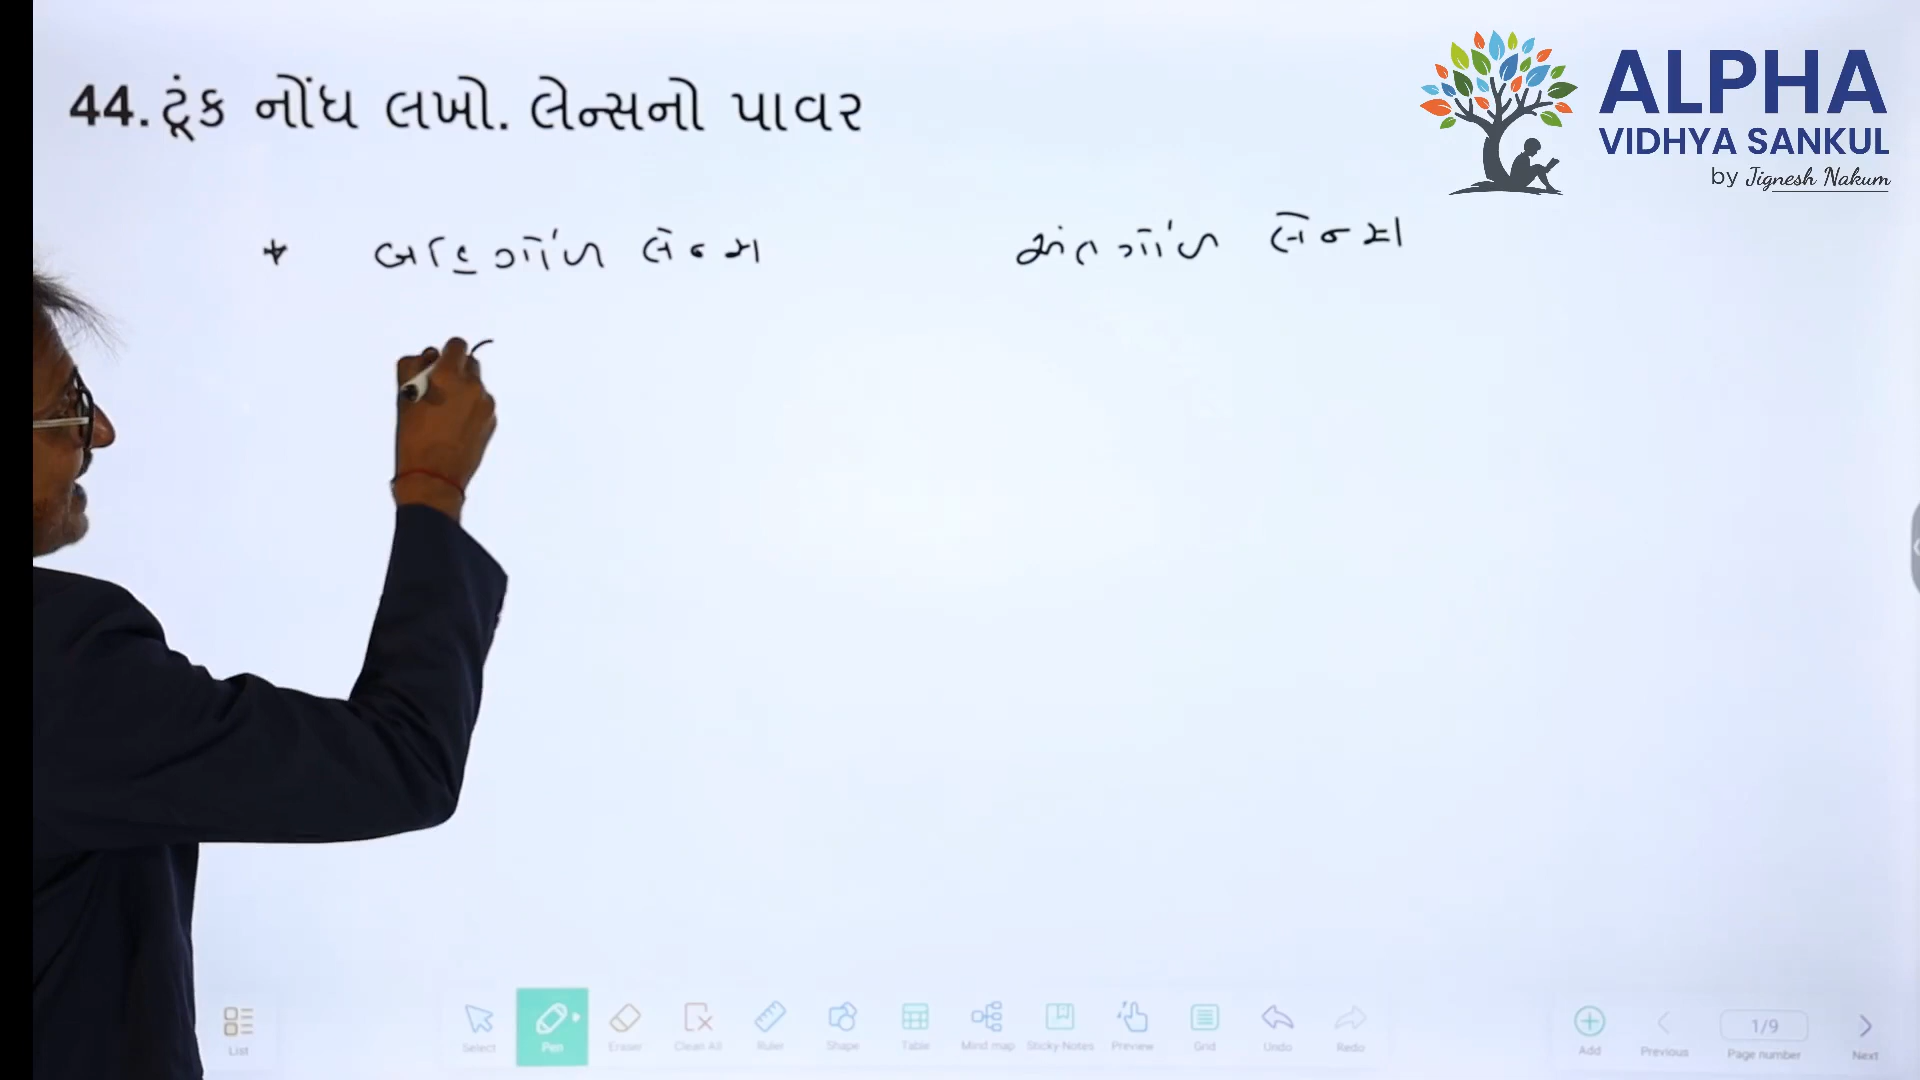 44. ટૂંક નોંધ લખો. લેન્સનો પાવર
ALPHA
VIDHYA SANKUL
by Jignesh Nakum
* બહિર્ગોળ લેન્સ
અંતર્ગોળ લેન્સ
List
Select
Pen
Eraser
Clean All
Ruler
Shape
Table
Mind map
Sticky Notes
Preview
Grid
Undo
Redo
Add
Previous
1/9
Page number
Next